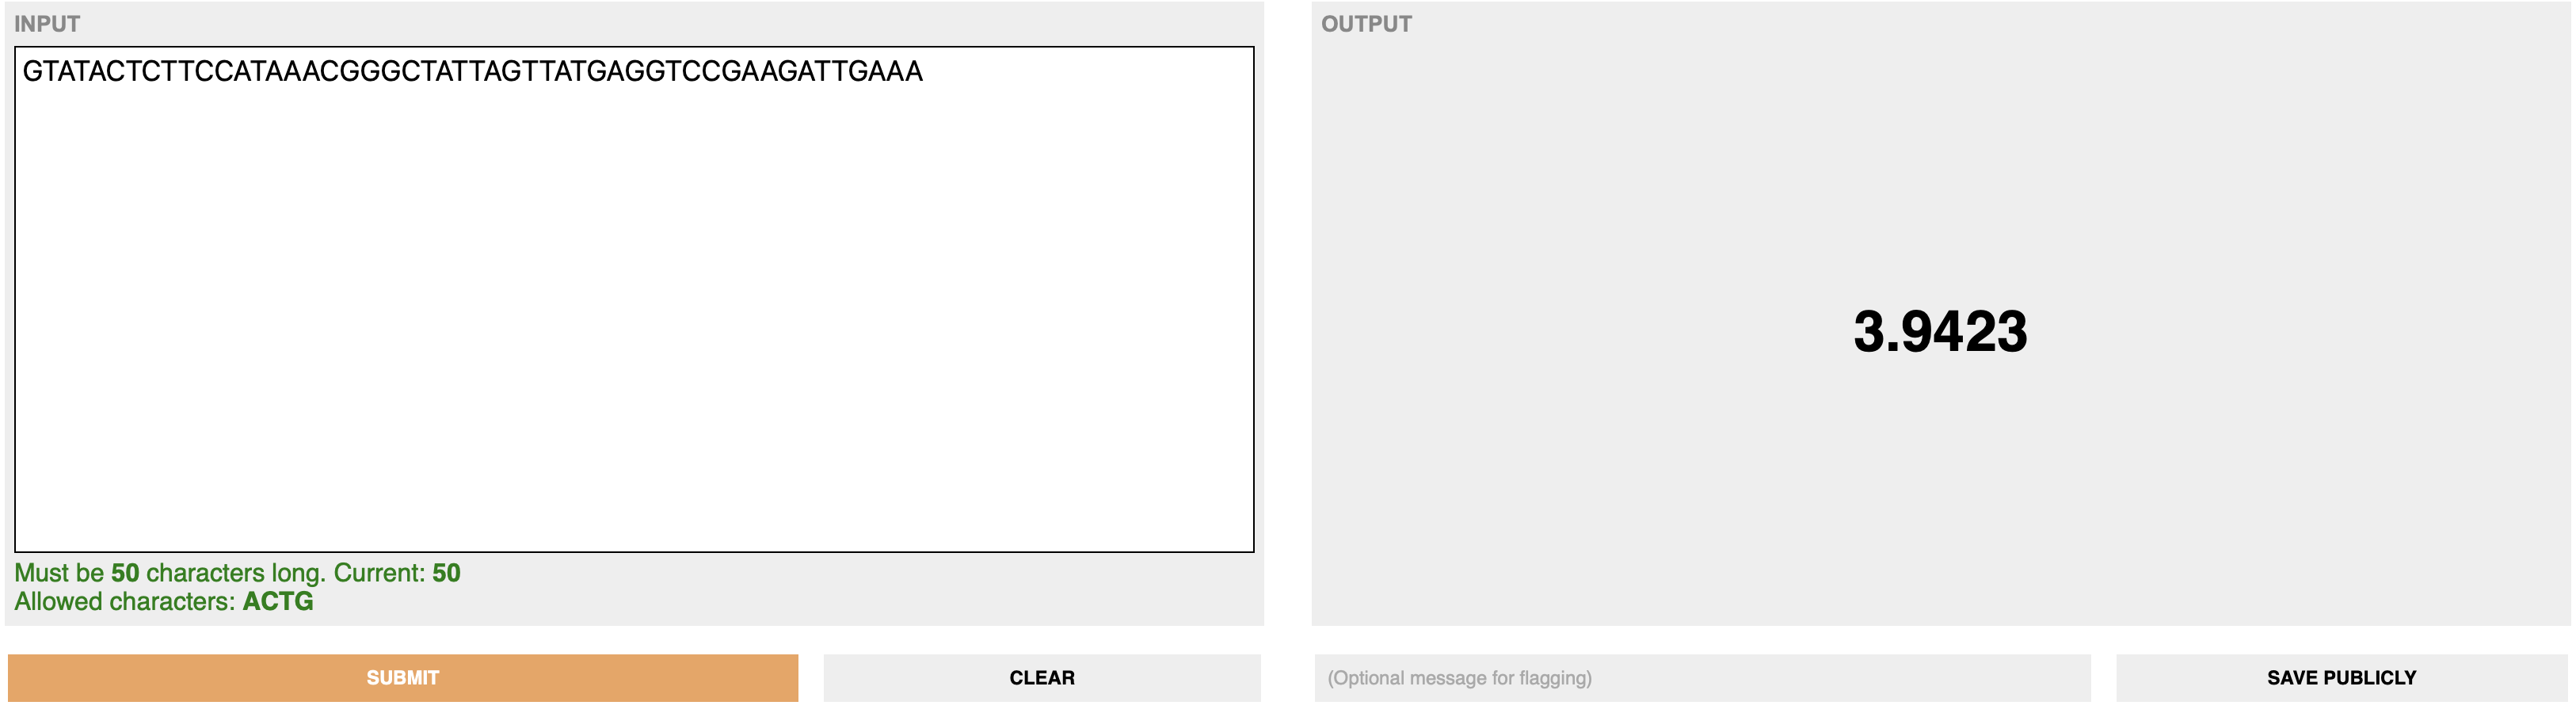 INPUT
GTATACTCTTCCATAAACGGGCTATTAGTTATGAGGTCCGAAGATTGAAA
Must be 50 characters long. Current: 50
Allowed characters: ACTG
SUBMIT
CLEAR
OUTPUT
3.9423
(Optional message for flagging)
SAVE PUBLICLY